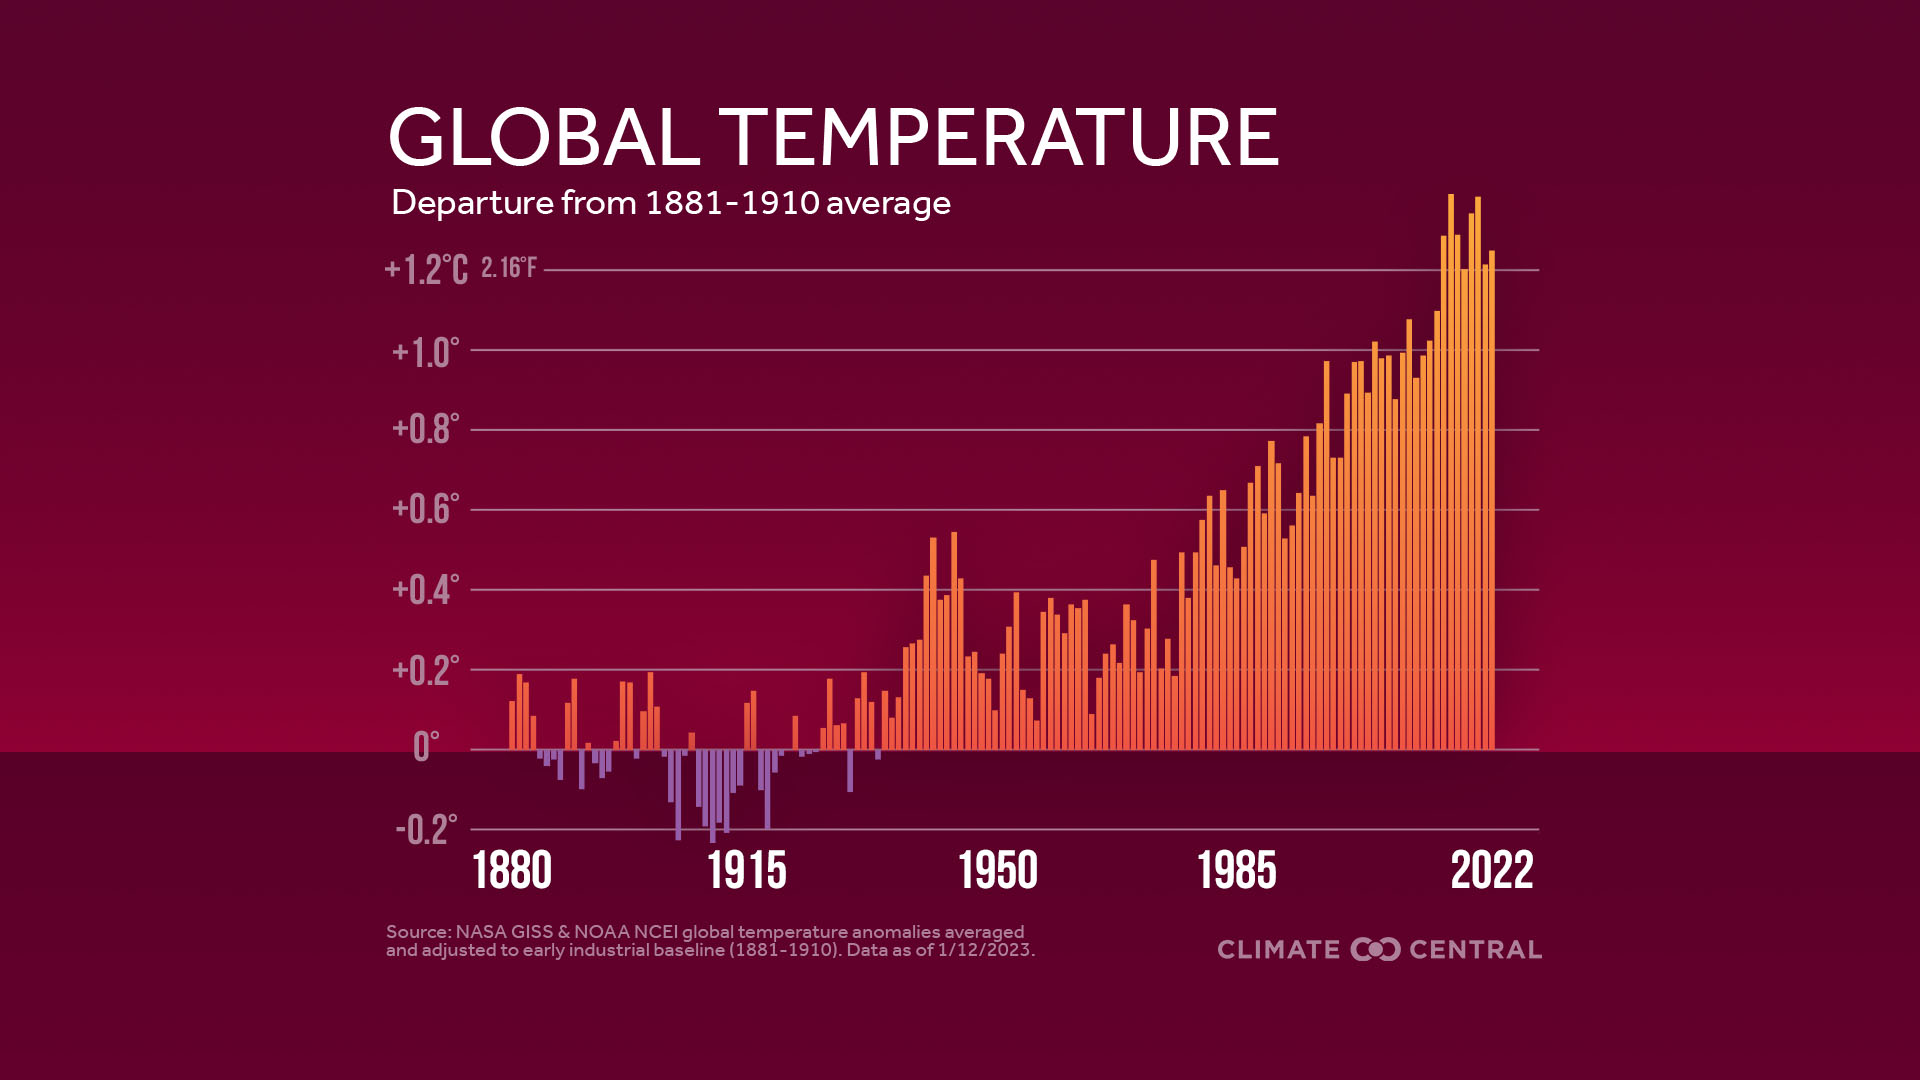 GLOBAL TEMPERATURE
Departure from 1881-1910 average
+1.2°C 2.16°F
+1.0°
+0.8°
+0.6°
+0.4°
+0.2°
0°
-0.2°
1880 1915 1950 1985 2022
Source: NASA GISS & NOAA NCEI global temperature anomalies averaged
and adjusted to early industrial baseline (1881-1910). Data as of 1/12/2023.
CLIMATE CENTRAL